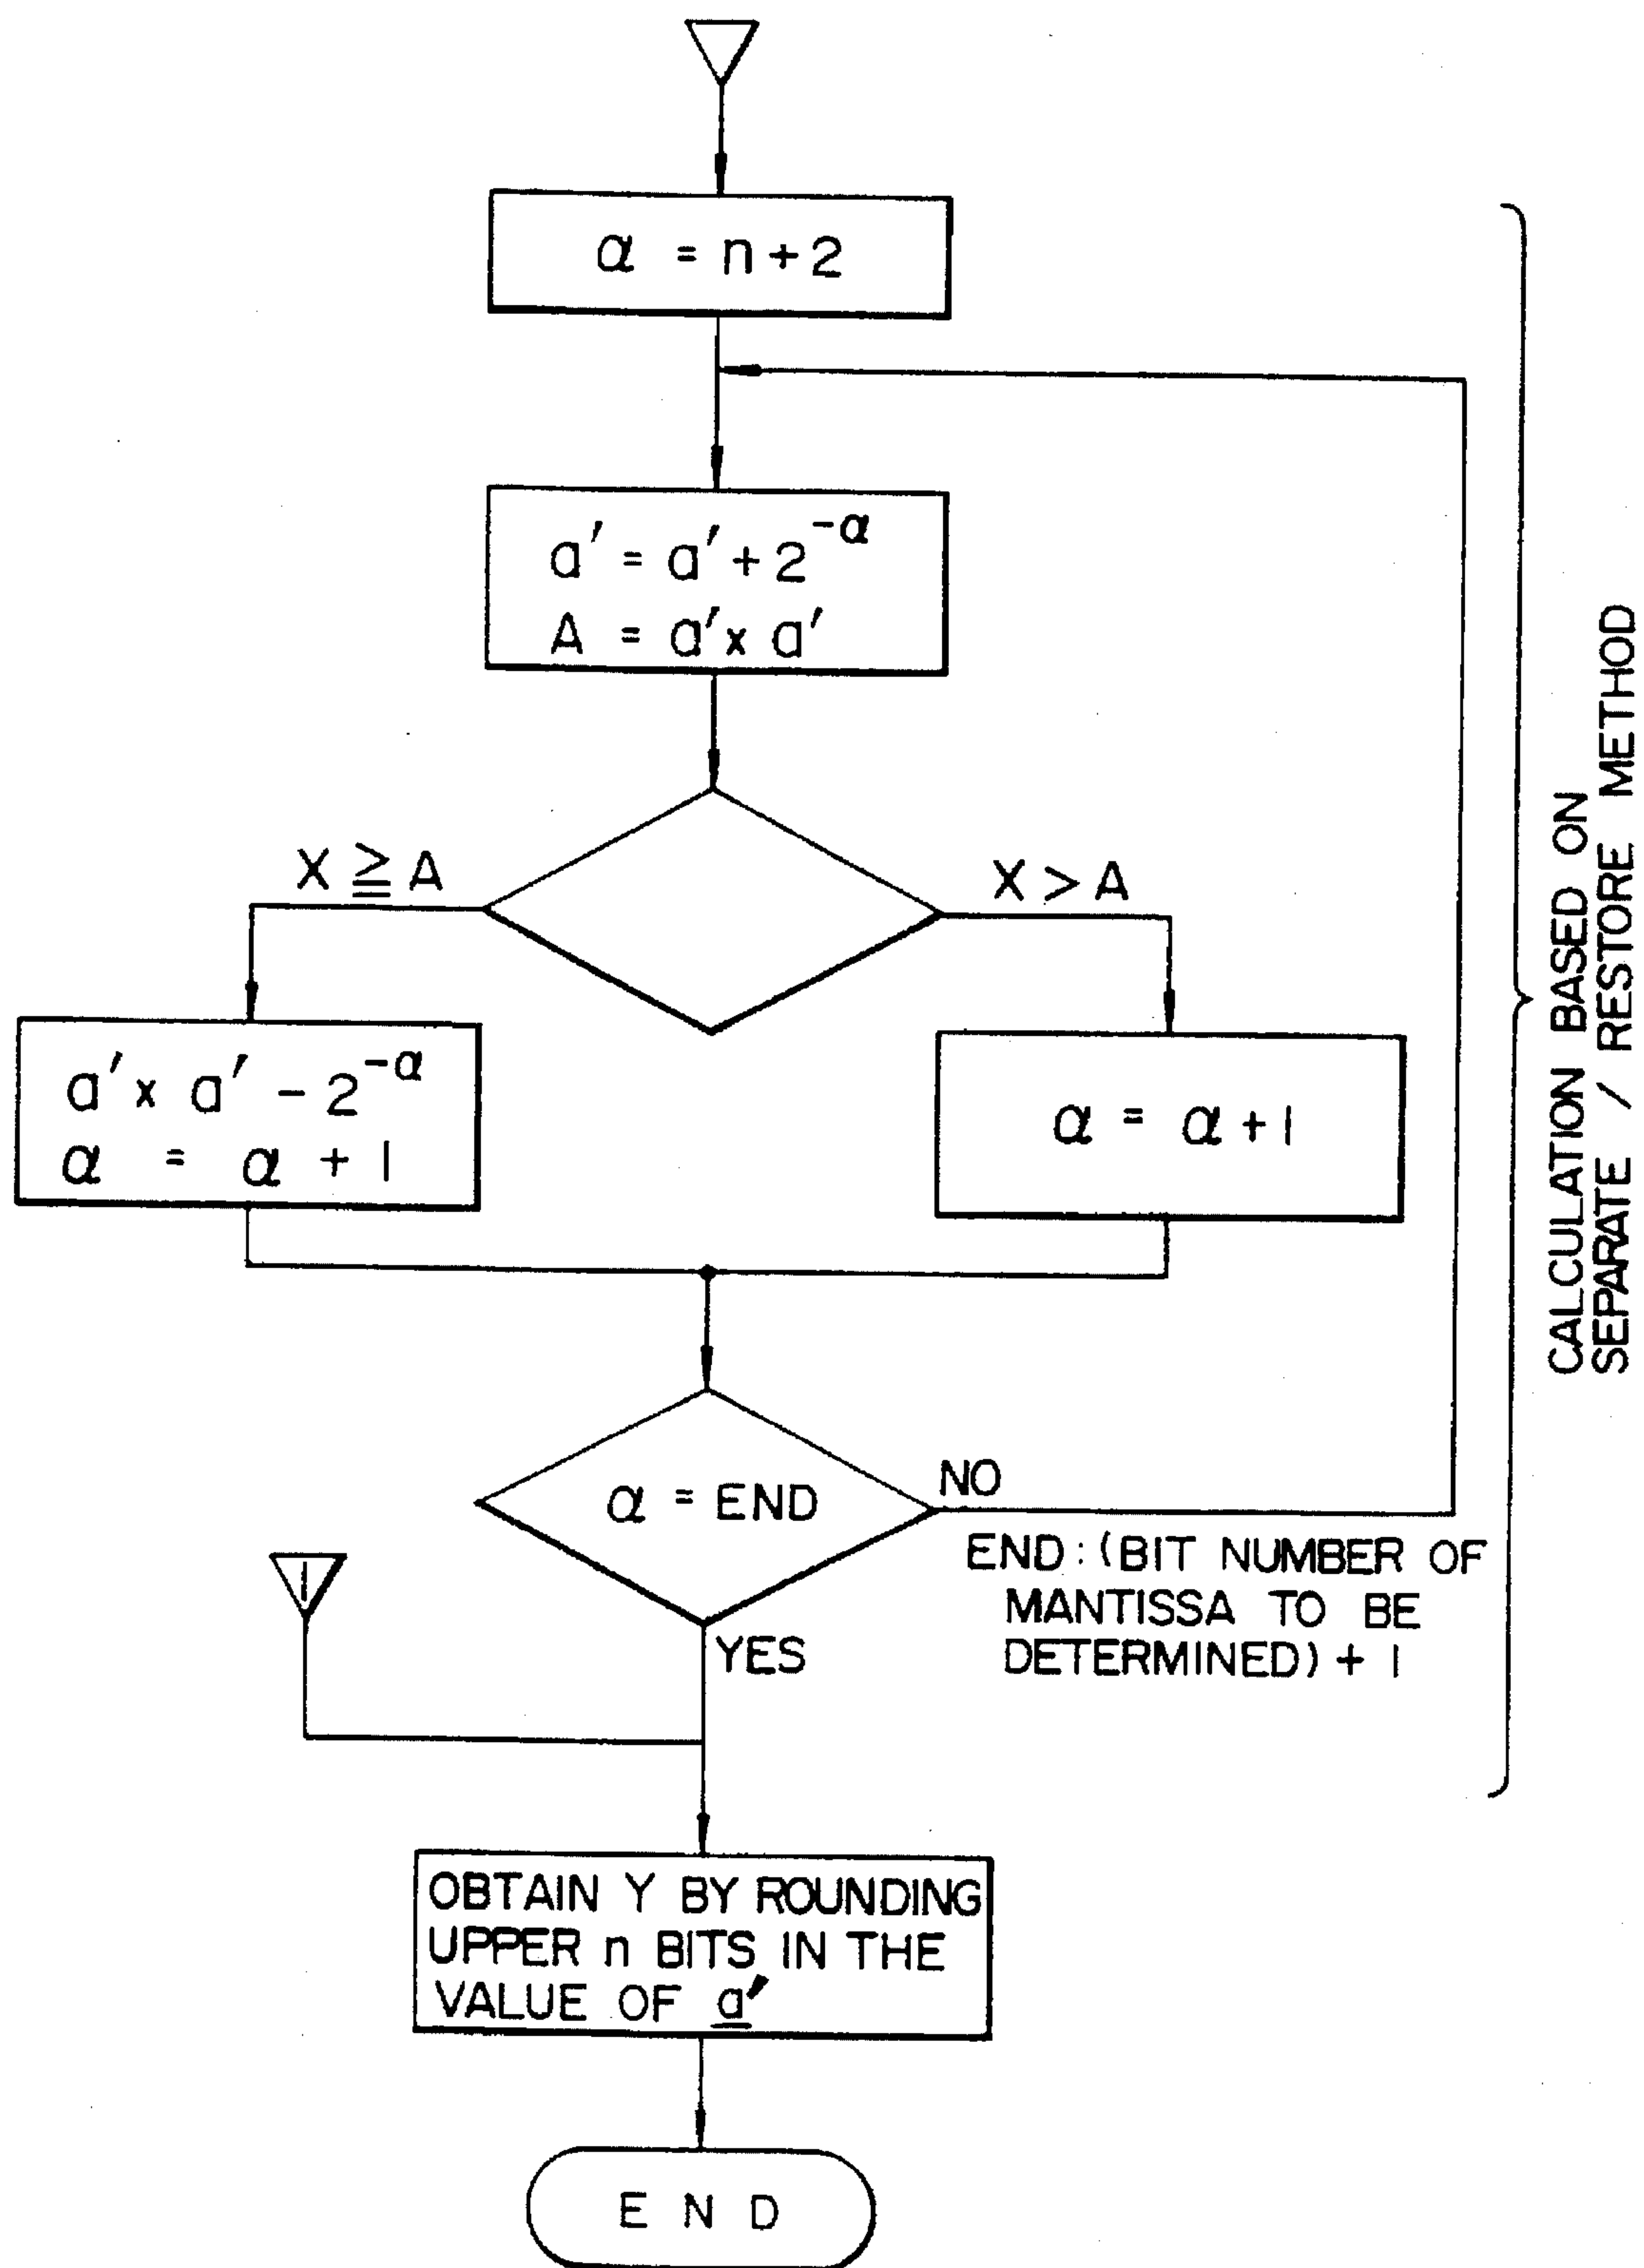 α = n + 2
a′ = a′ + 2^-α
A = a′ x a′
X ≧ A
X > A
a′ x a′ - 2^-α
α = α + 1
α = α + 1
α = END
NO
END : (BIT NUMBER OF
MANTISSA TO BE
DETERMINED) + 1
YES
1
OBTAIN Y BY ROUNDING
UPPER n BITS IN THE
VALUE OF a′
END
CALCULATION BASED ON
SEPARATE / RESTORE METHOD